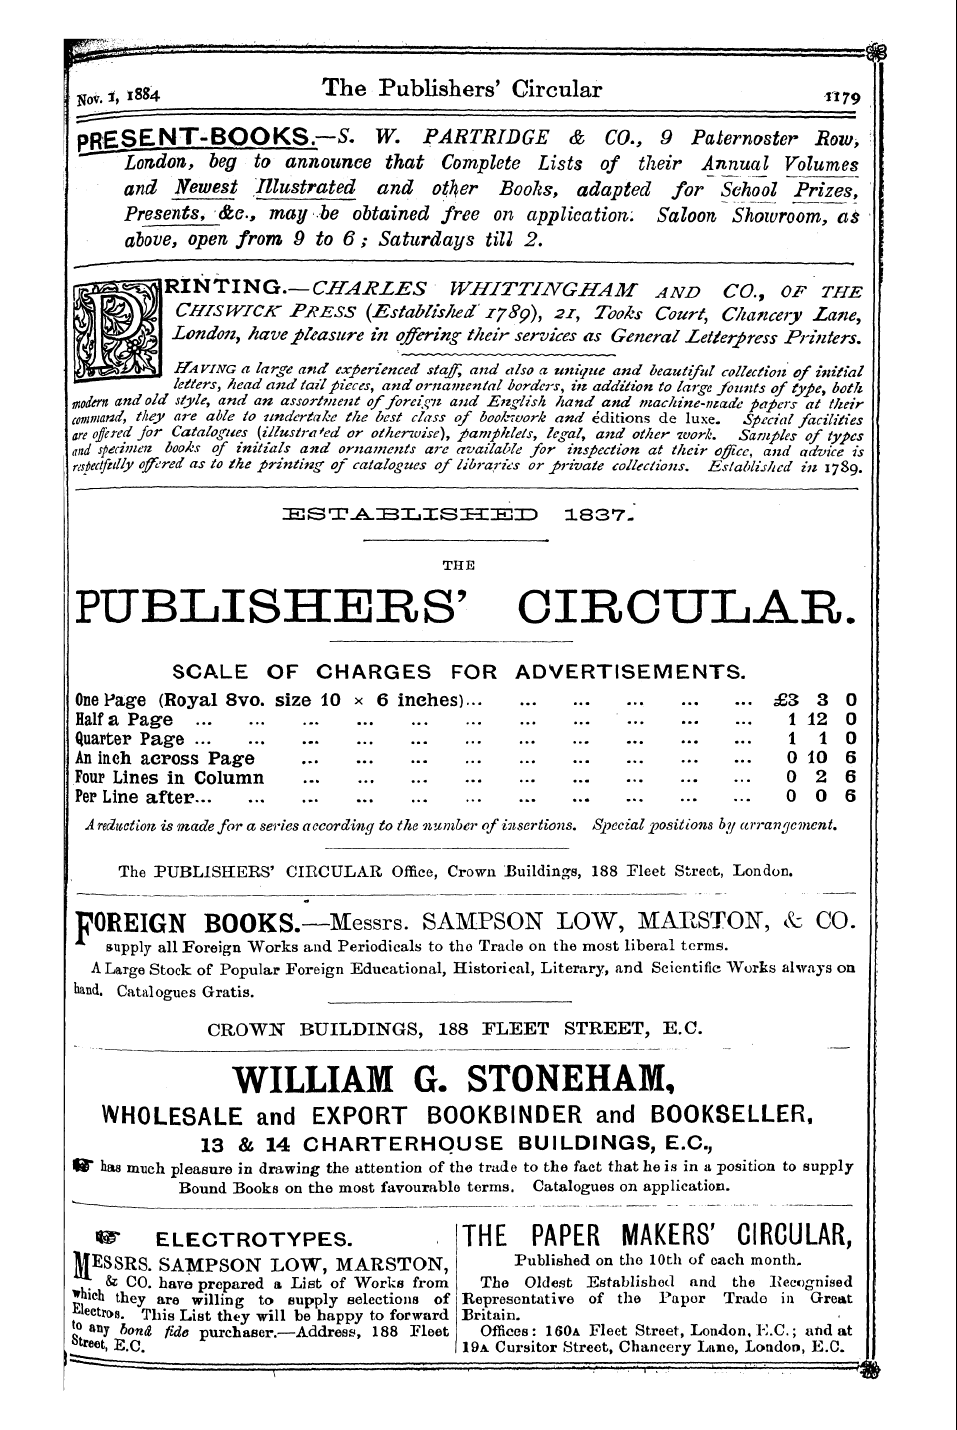 Nov. 1, 1884 The Publishers' Circular 1179
PRESENT-BOOKS.—S. W. PARTRIDGE & CO., 9 Paternoster Row,
London, beg to announce that Complete Lists of their Annual Volumes
and Newest Illustrated and other Books, adapted for School Prizes,
Presents, &c., may be obtained free on application. Saloon Showroom, as
above, open from 9 to 6; Saturdays till 2.
PRINTING.—CHARLES WHITTINGHAM AND CO., OF THE
CHISWICK PRESS (Established 1789), 21, Tooks Court, Chancery Lane,
London, have pleasure in offering their services as General Letterpress Printers.
HAVING a large and experienced staff, and also a unique and beautiful collection of initial
letters, head and tail pieces, and ornamental borders, in addition to large founts of type, both
modern and old style, and an assortment of foreign and English hand and machine-made papers at their
command, they are able to undertake the best class of bookwork and éditions de luxe. Special facilities
are offered for Catalogues (illustrated or otherwise), pamphlets, legal, and other work. Samples of types
and specimen books of initials and ornaments are available for inspection at their office, and advice is
respectfully offered as to the printing of catalogues of libraries or private collections. Established in 1789.
ESTABLISHED 1837.
THE
PUBLISHERS' CIRCULAR.
SCALE OF CHARGES FOR ADVERTISEMENTS.
One Page (Royal 8vo. size 10 × 6 inches)... ... ... ... ... ... £3 3 0
Half a Page ... ... ... ... ... ... ... ... ... ... ... 1 12 0
Quarter Page ... ... ... ... ... ... ... ... ... ... ... 1 1 0
An inch across Page ... ... ... ... ... ... ... ... ... 0 10 6
Four Lines in Column ... ... ... ... ... ... ... ... ... 0 2 6
Per Line after... ... ... ... ... ... ... ... ... ... ... 0 0 6
A reduction is made for a series according to the number of insertions. Special positions by arrangement.
The PUBLISHERS' CIRCULAR Office, Crown Buildings, 188 Fleet Street, London.
FOREIGN BOOKS.—Messrs. SAMPSON LOW, MARSTON, & CO.
supply all Foreign Works and Periodicals to the Trade on the most liberal terms.
A Large Stock of Popular Foreign Educational, Historical, Literary, and Scientific Works always on
hand. Catalogues Gratis.
CROWN BUILDINGS, 188 FLEET STREET, E.C.
WILLIAM G. STONEHAM,
WHOLESALE and EXPORT BOOKBINDER and BOOKSELLER,
13 & 14 CHARTERHOUSE BUILDINGS, E.C.,
☛ has much pleasure in drawing the attention of the trade to the fact that he is in a position to supply
Bound Books on the most favourable terms. Catalogues on application.
☛ ELECTROTYPES.
MESSRS. SAMPSON LOW, MARSTON,
& CO. have prepared a List of Works from
which they are willing to supply selections of
Electros. This List they will be happy to forward
to any bonâ fide purchaser.—Address, 188 Fleet
Street, E.C.
THE PAPER MAKERS' CIRCULAR,
Published on the 10th of each month.
The Oldest Established and the Recognised
Representative of the Paper Trade in Great
Britain.
Offices: 160A Fleet Street, London, E.C.; and at
19A Cursitor Street, Chancery Lane, London, E.C.